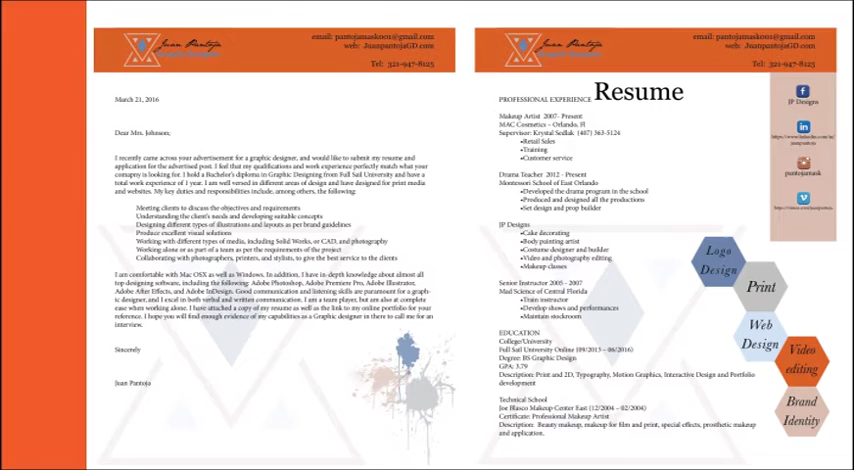 Juan Pantoja
email: pantojamask001@gmail.com
web: JuanpantojaGD.com
Tel: 321-947-8125
March 21, 2016
Dear Mrs. Johnson;
I recently came across your advertisement for a graphic designer, and would like to submit my resume and
application for the advertised post. I feel that my qualifications and work experience perfectly match what your
comapny is looking for. I hold a Bachelor's diploma in Graphic Designing from Full Sail University and have a
total work experience of 1 year. I am well versed in different areas of design and have designed for print media
and websites. My key duties and responsibilities include, among others, the following:
Meeting clients to discuss the objectives and requirements
Understanding the client's needs and developing suitable concepts
Designing different types of illustrations and layouts as per brand guidelines
Produce excellent visual solutions
Working with different types of media, including Solid Works, or CAD, and photography
Working alone or as part of a team as per the requirements of the project
Collaborating with photographers, printers, and stylists, to give the best service to the clients
I am comfortable with Mac OSX as well as Windows. In addition, I have in-depth knowledge about almost all
top designing software, including the following: Adobe Photoshop, Adobe Premiere Pro, Adobe Illustrator,
Adobe After Effects, and Adobe InDesign. Good communication and listening skills are paramount for a graph-
ic designer, and I excel in both verbal and written communication. I am a team player, but am also at complete
ease when working alone. I have attached a copy of my resume as well as the link to my online portfolio for your
reference. I hope you will find enough evidence of my capabilities as a Graphic designer in there to call me for an
interview.
Sincerely
Juan Pantoja
Juan Pantoja
email: pantojamask001@gmail.com
web: JuanpantojaGD.com
Tel: 321-947-8125
PROFESSIONAL EXPERIENCE Resume
Makeup Artist 2007- Present
MAC Cosmetics – Orlando, Fl
Supervisor: Krystal Sedlak (407) 363-5124
•Retail Sales
•Training
•Customer service
Drama Teacher 2012 - Present
Montessori School of East Orlando
•Developed the drama program in the school
•Produced and designed all the productions
•Set design and prop builder
JP Designs
•Cake decorating
•Body painting artist
•Costume designer and builder
•Video and photography editing
•Makeup classes
Senior Instructor 2005 - 2007
Mad Science of Central Florida
•Train instructor
•Develop shows and performances
•Maintain stockroom
EDUCATION
College/University
Full Sail University Online (09/2013 – 06/2016)
Degree: BS Graphic Design
GPA: 3.79
Description: Print and 2D, Typography, Motion Graphics, Interactive Design and Portfolio
development
Technical School
Joe Blasco Makeup Center East (12/2004 – 02/2004)
Certificate: Professional Makeup Artist
Description: Beauty makeup, makeup for film and print, special effects, prosthetic makeup
and application.
JP Designs
https://www.linkedin.com/in/
juanpantoja
pantojamask
Logo
Design
Print
Web
Design
Video
editing
Brand
Identity